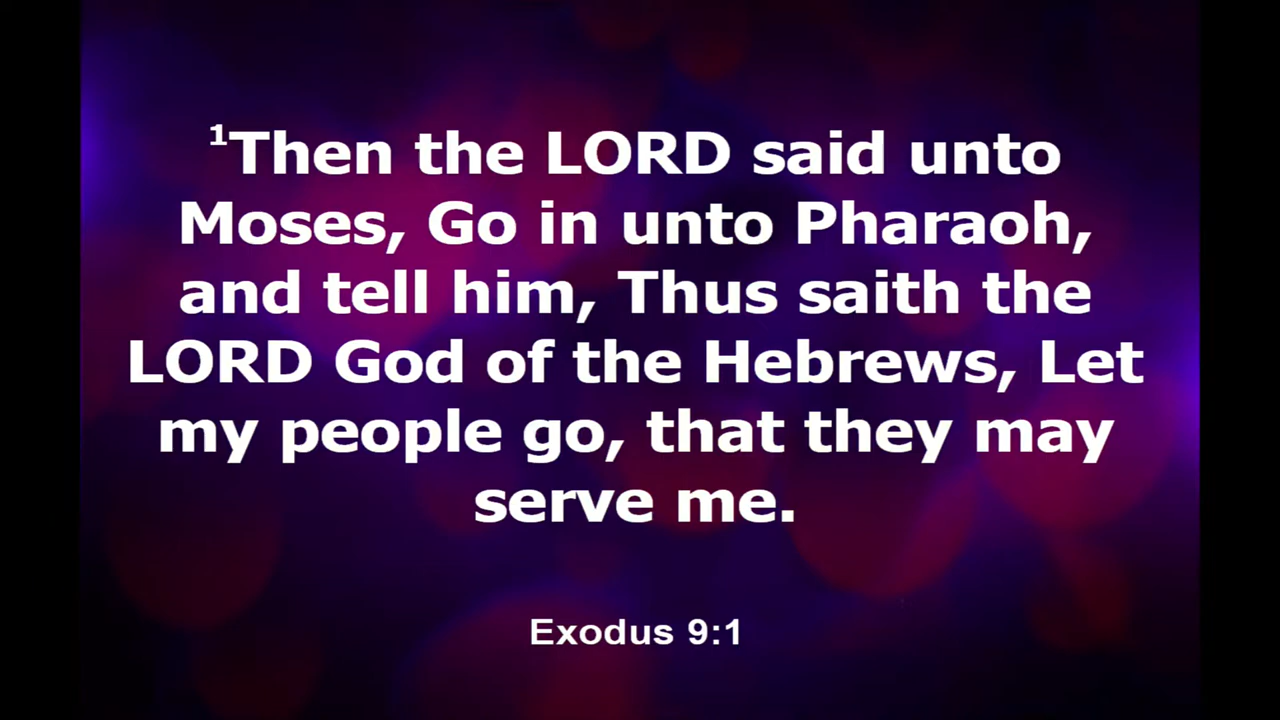 ¹Then the LORD said unto
Moses, Go in unto Pharaoh,
and tell him, Thus saith the
LORD God of the Hebrews, Let
my people go, that they may
serve me.
Exodus 9:1